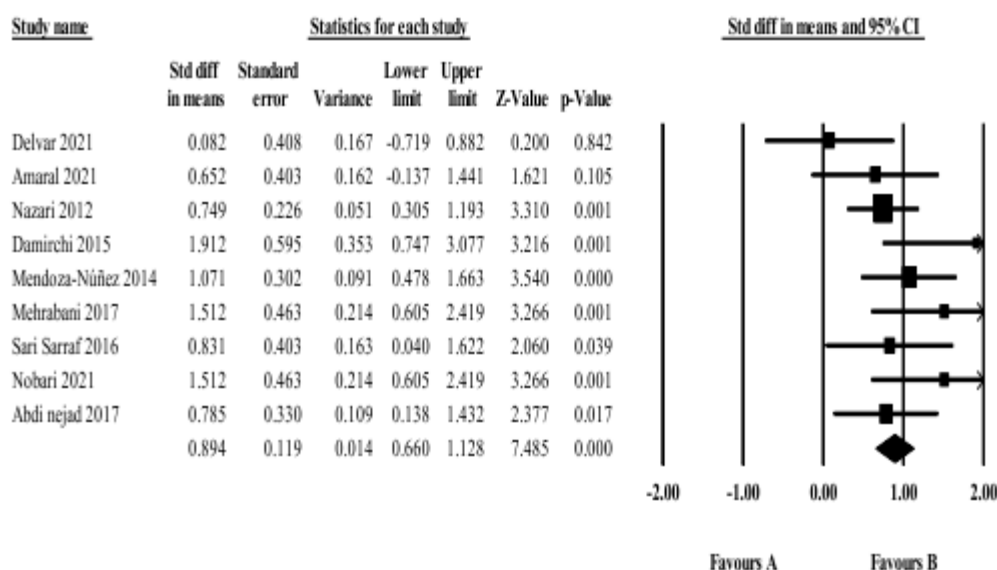 Study name Statistics for each study Std diff in means and 95% CI
Std diff Standard Lower Upper
in means error Variance limit limit Z-Value p-Value
Delvar 2021 0.082 0.408 0.167 -0.719 0.882 0.200 0.842
Amaral 2021 0.652 0.403 0.162 -0.137 1.441 1.621 0.105
Nazari 2012 0.749 0.226 0.051 0.305 1.193 3.310 0.001
Damirchi 2015 1.912 0.595 0.353 0.747 3.077 3.216 0.001
Mendoza-Núñez 2014 1.071 0.302 0.091 0.478 1.663 3.540 0.000
Mehrabani 2017 1.512 0.463 0.214 0.605 2.419 3.266 0.001
Sari Sarraf 2016 0.831 0.403 0.163 0.040 1.622 2.060 0.039
Nobari 2021 1.512 0.463 0.214 0.605 2.419 3.266 0.001
Abdi nejad 2017 0.785 0.330 0.109 0.138 1.432 2.377 0.017
0.894 0.119 0.014 0.660 1.128 7.485 0.000
-2.00 -1.00 0.00 1.00 2.00
Favours A Favours B